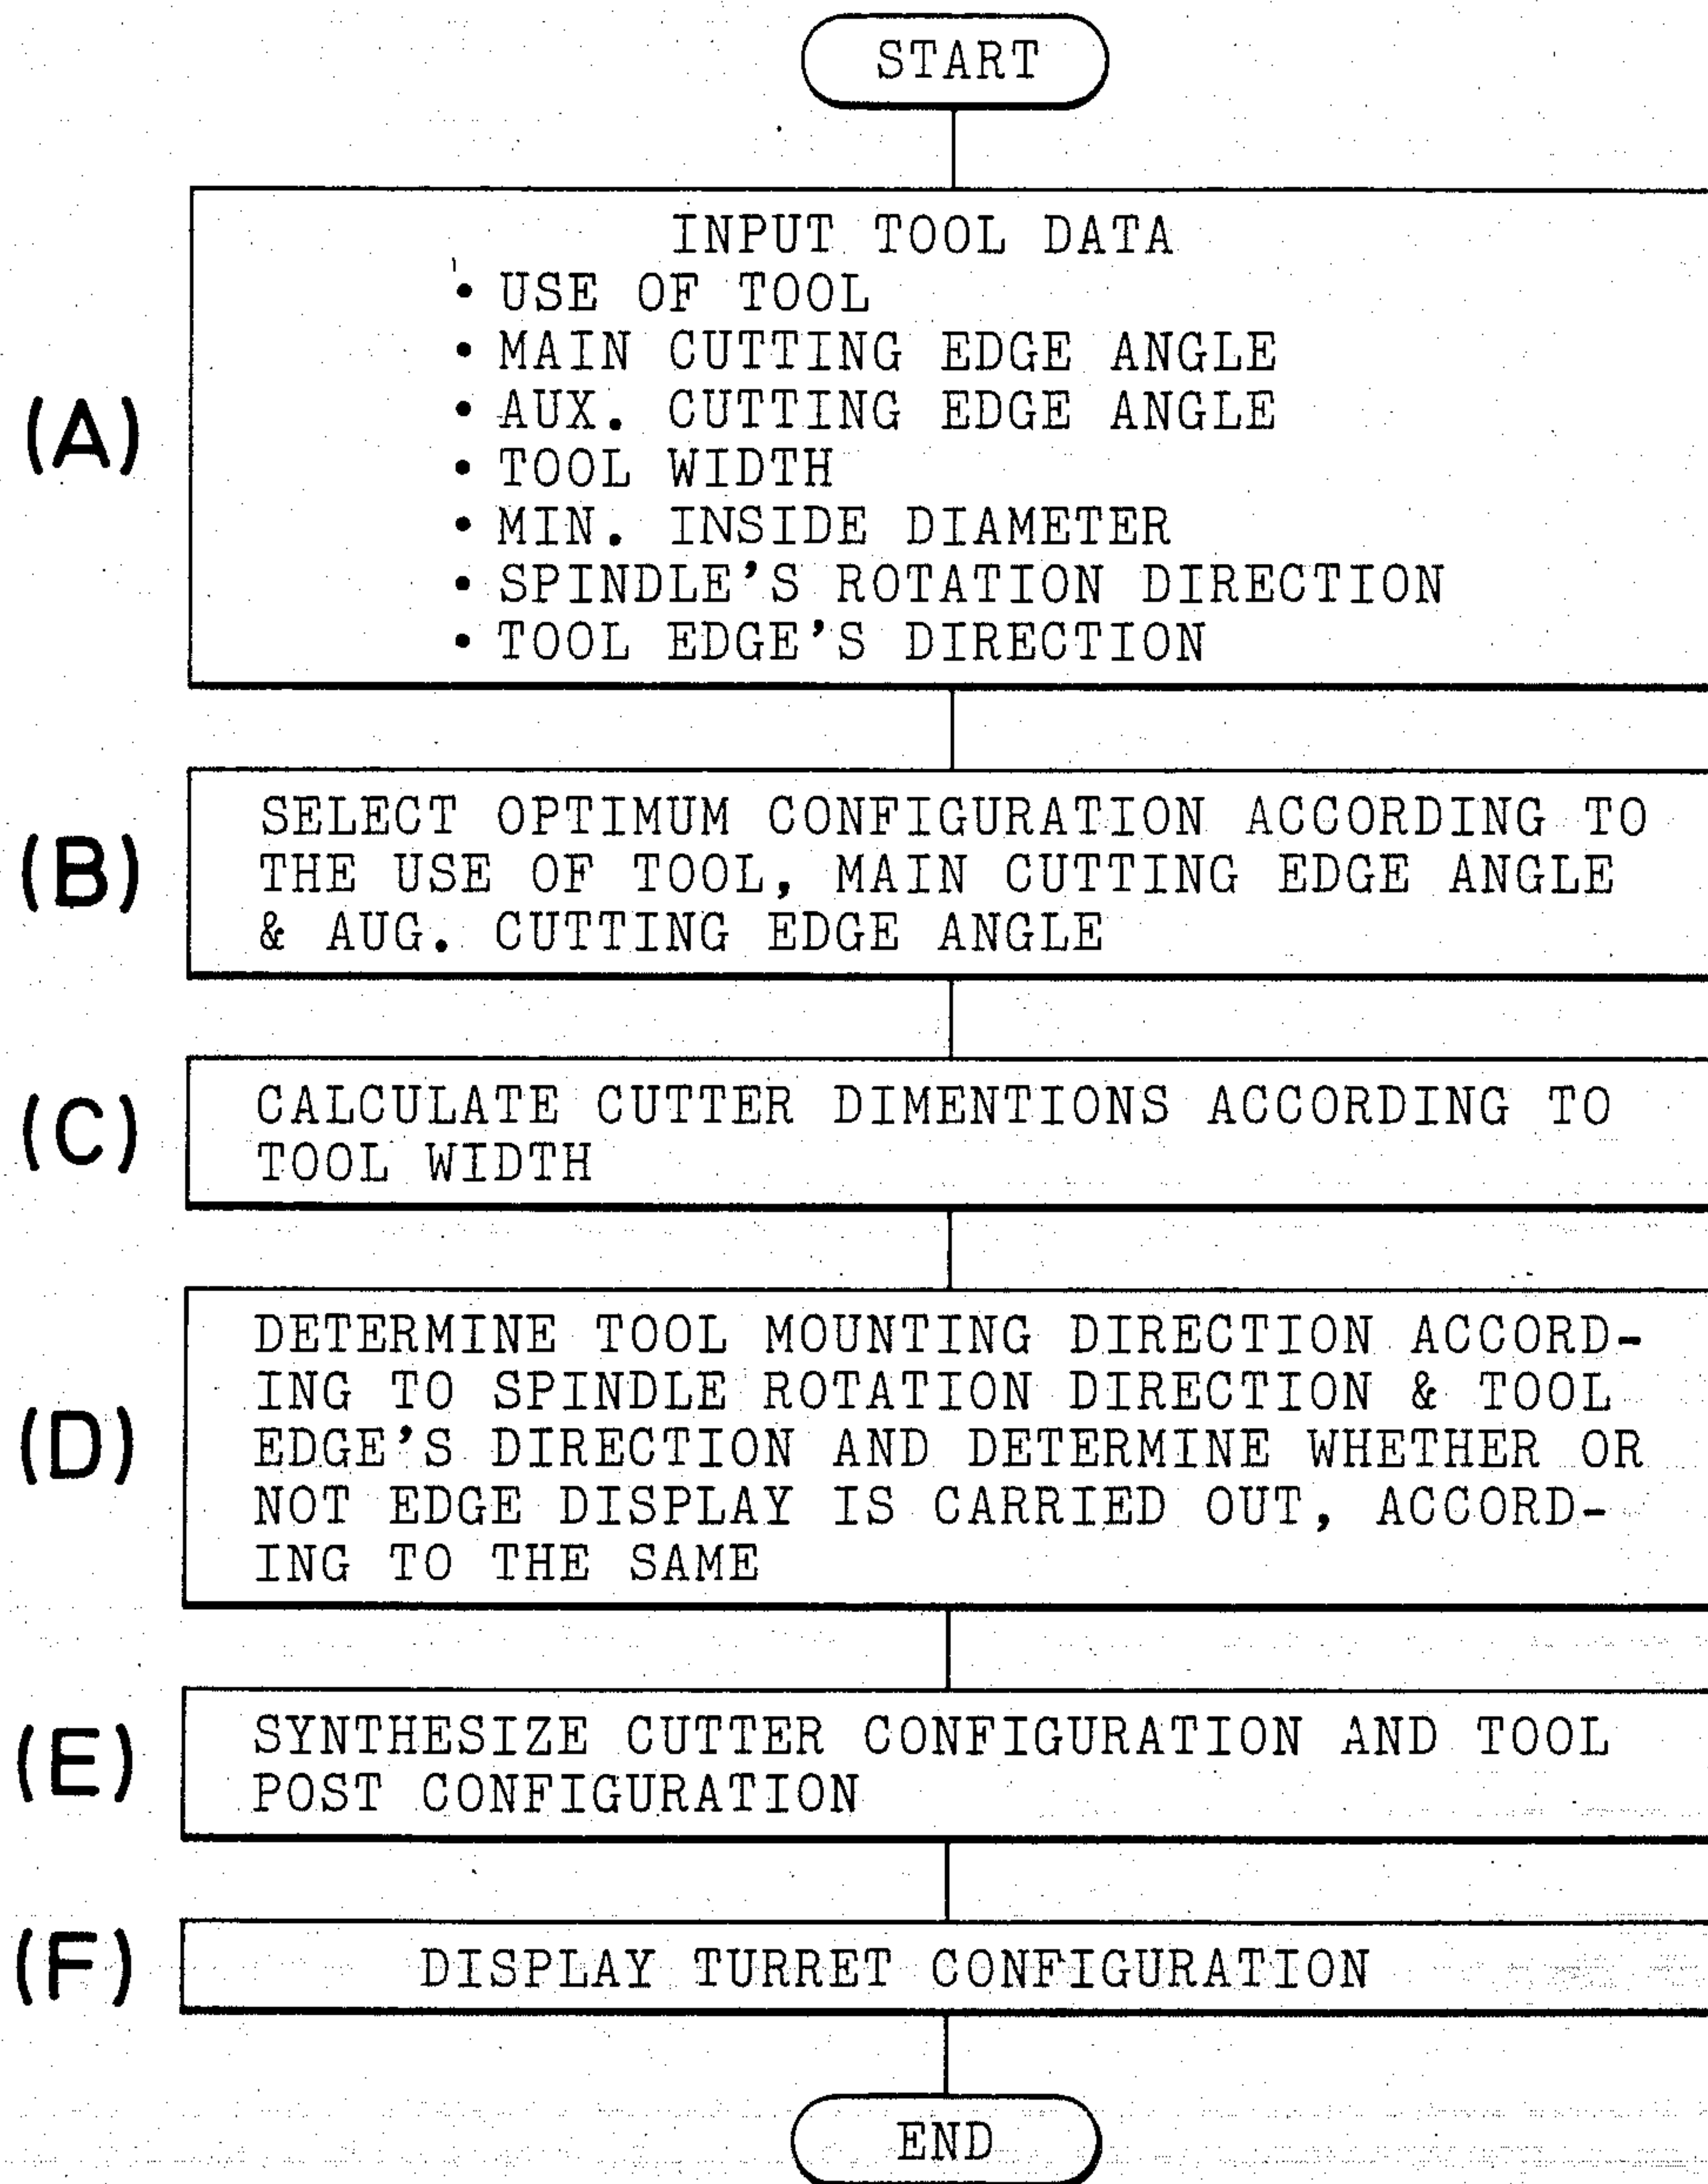 START
INPUT TOOL DATA
• USE OF TOOL
• MAIN CUTTING EDGE ANGLE
• AUX. CUTTING EDGE ANGLE
(A)
• TOOL WIDTH
• MIN. INSIDE DIAMETER
• SPINDLE'S ROTATION DIRECTION
• TOOL EDGE'S DIRECTION
(B)
SELECT OPTIMUM CONFIGURATION ACCORDING TO
THE USE OF TOOL, MAIN CUTTING EDGE ANGLE
& AUG. CUTTING EDGE ANGLE
(C)
CALCULATE CUTTER DIMENTIONS ACCORDING TO
TOOL WIDTH
(D)
DETERMINE TOOL MOUNTING DIRECTION ACCORD-
ING TO SPINDLE ROTATION DIRECTION & TOOL
EDGE'S DIRECTION AND DETERMINE WHETHER OR
NOT EDGE DISPLAY IS CARRIED OUT, ACCORD-
ING TO THE SAME
(E)
SYNTHESIZE CUTTER CONFIGURATION AND TOOL
POST CONFIGURATION
(F)
DISPLAY TURRET CONFIGURATION
END